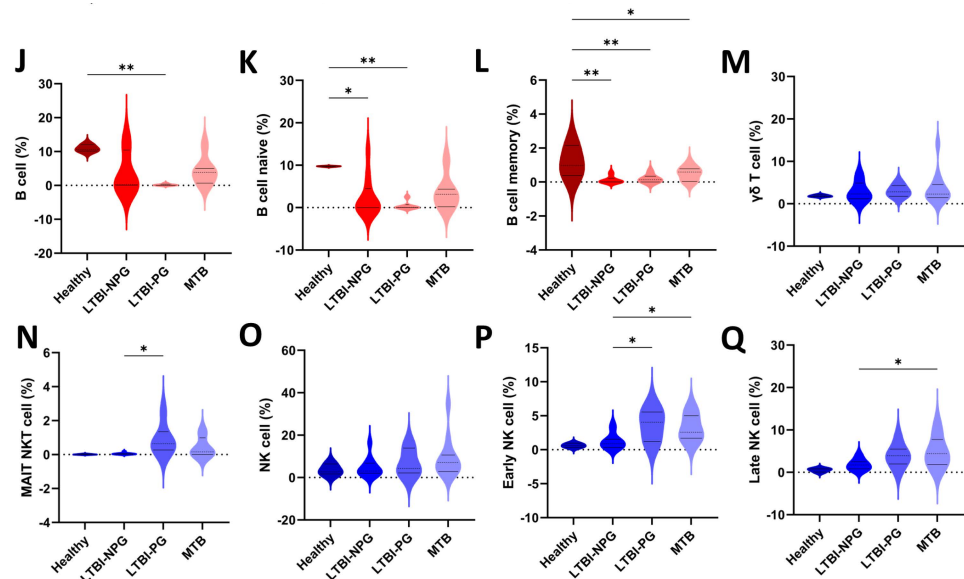 J
B cell (%)
30
20
10
0
-10
-20
**
Healthy
LTBI-NPG
LTBI-PG
MTB
K
B cell naive (%)
30
20
10
0
-10
**
*
Healthy
LTBI-NPG
LTBI-PG
MTB
L
B cell memory (%)
6
4
2
0
-2
-4
*
**
**
Healthy
LTBI-NPG
LTBI-PG
MTB
M
γδ T cell (%)
30
20
10
0
-10
Healthy
LTBI-NPG
LTBI-PG
MTB
N
MAIT NKT cell (%)
6
4
2
0
-2
-4
*
Healthy
LTBI-NPG
LTBI-PG
MTB
O
NK cell (%)
60
40
20
0
-20
Healthy
LTBI-NPG
LTBI-PG
MTB
P
Early NK cell (%)
15
10
5
0
-5
-10
*
*
Healthy
LTBI-NPG
LTBI-PG
MTB
Q
Late NK cell (%)
30
20
10
0
-10
*
Healthy
LTBI-NPG
LTBI-PG
MTB